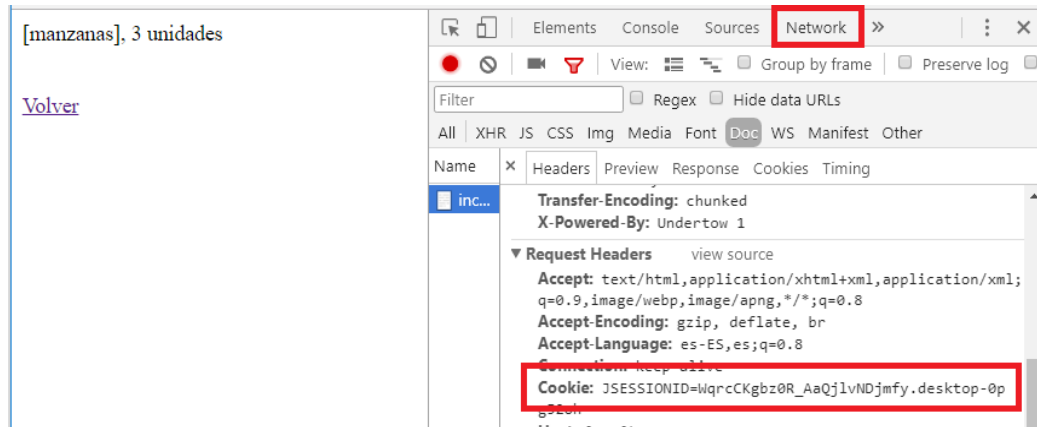 [manzanas], 3 unidades
Volver
Elements Console Sources Network »
View: Group by frame Preserve log
Filter Regex Hide data URLs
All XHR JS CSS Img Media Font Doc WS Manifest Other
Name × Headers Preview Response Cookies Timing
inc...
Transfer-Encoding: chunked
X-Powered-By: Undertow 1
▼ Request Headers view source
Accept: text/html,application/xhtml+xml,application/xml;
q=0.9,image/webp,image/apng,*/*;q=0.8
Accept-Encoding: gzip, deflate, br
Accept-Language: es-ES,es;q=0.8
Connection: keep-alive
Cookie: JSESSIONID=WqrcCKgbz0R_AaQjlvNDjmfy.desktop-0p